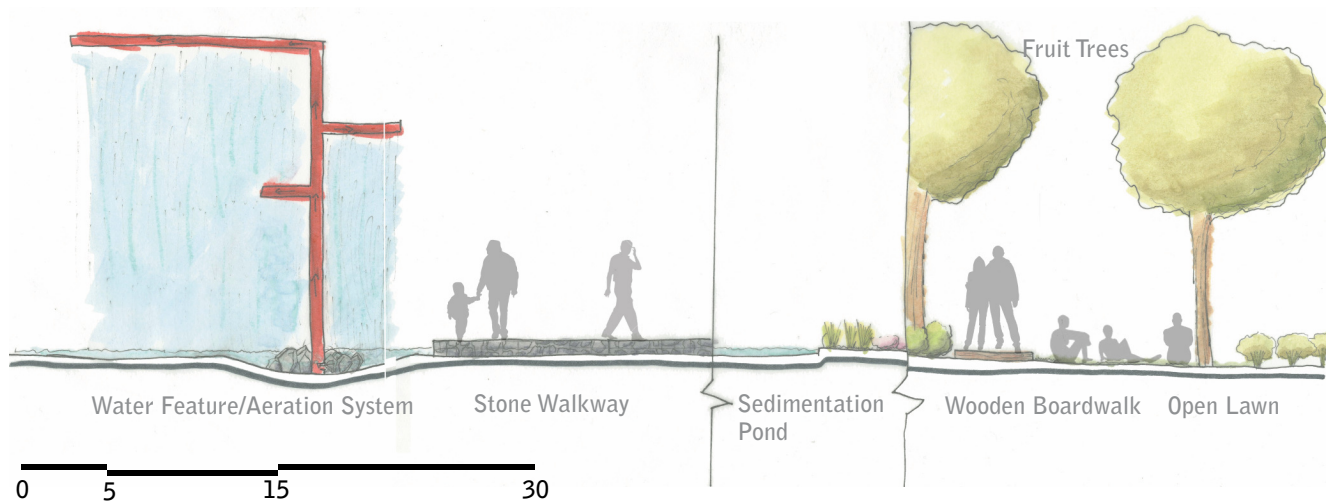 Fruit Trees
Water Feature/Aeration System
Stone Walkway
Sedimentation
Pond
Wooden Boardwalk
Open Lawn
0
5
15
30